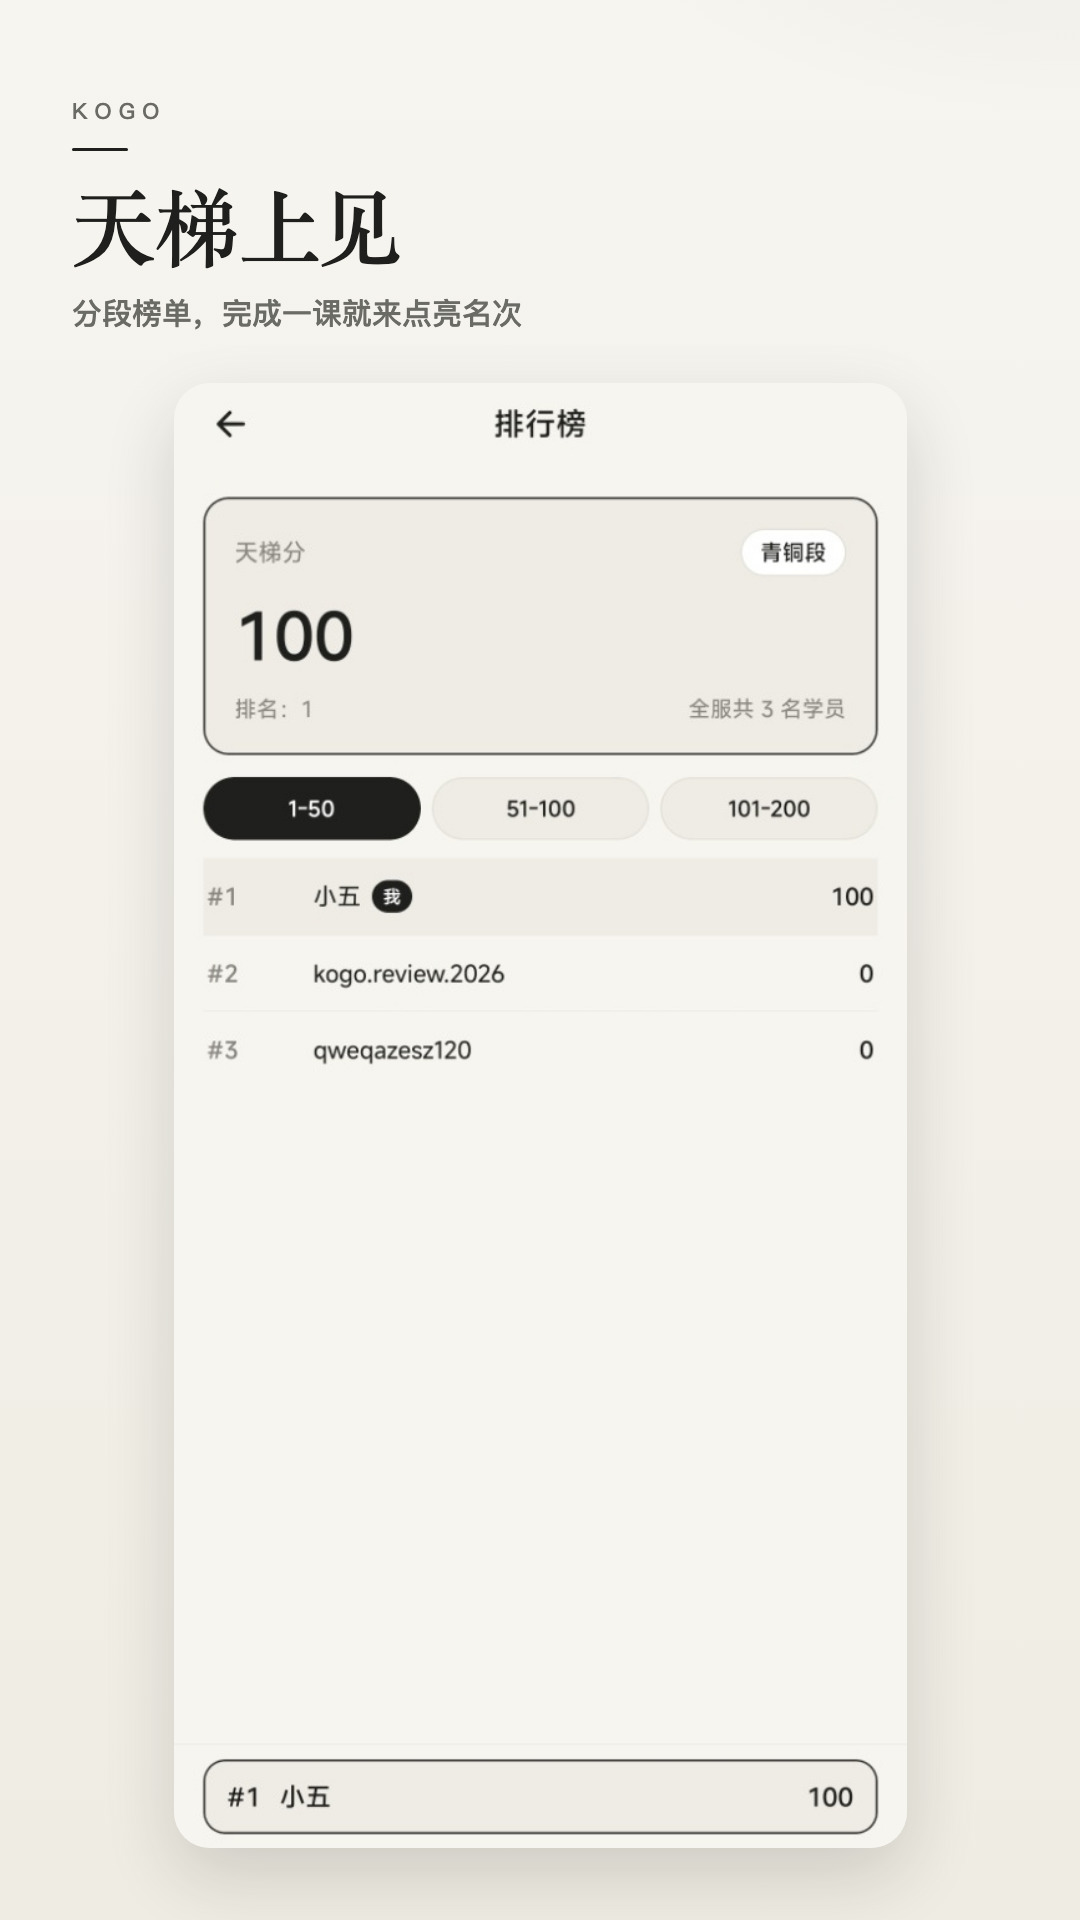 KOGO
天梯上见
分段榜单，完成一课就来点亮名次
排行榜
天梯分 青铜段
100
排名：1 全服共 3 名学员
1-50 51-100 101-200
#1 小五 我 100
#2 kogo.review.2026 0
#3 qweqazesz120 0
#1 小五 100